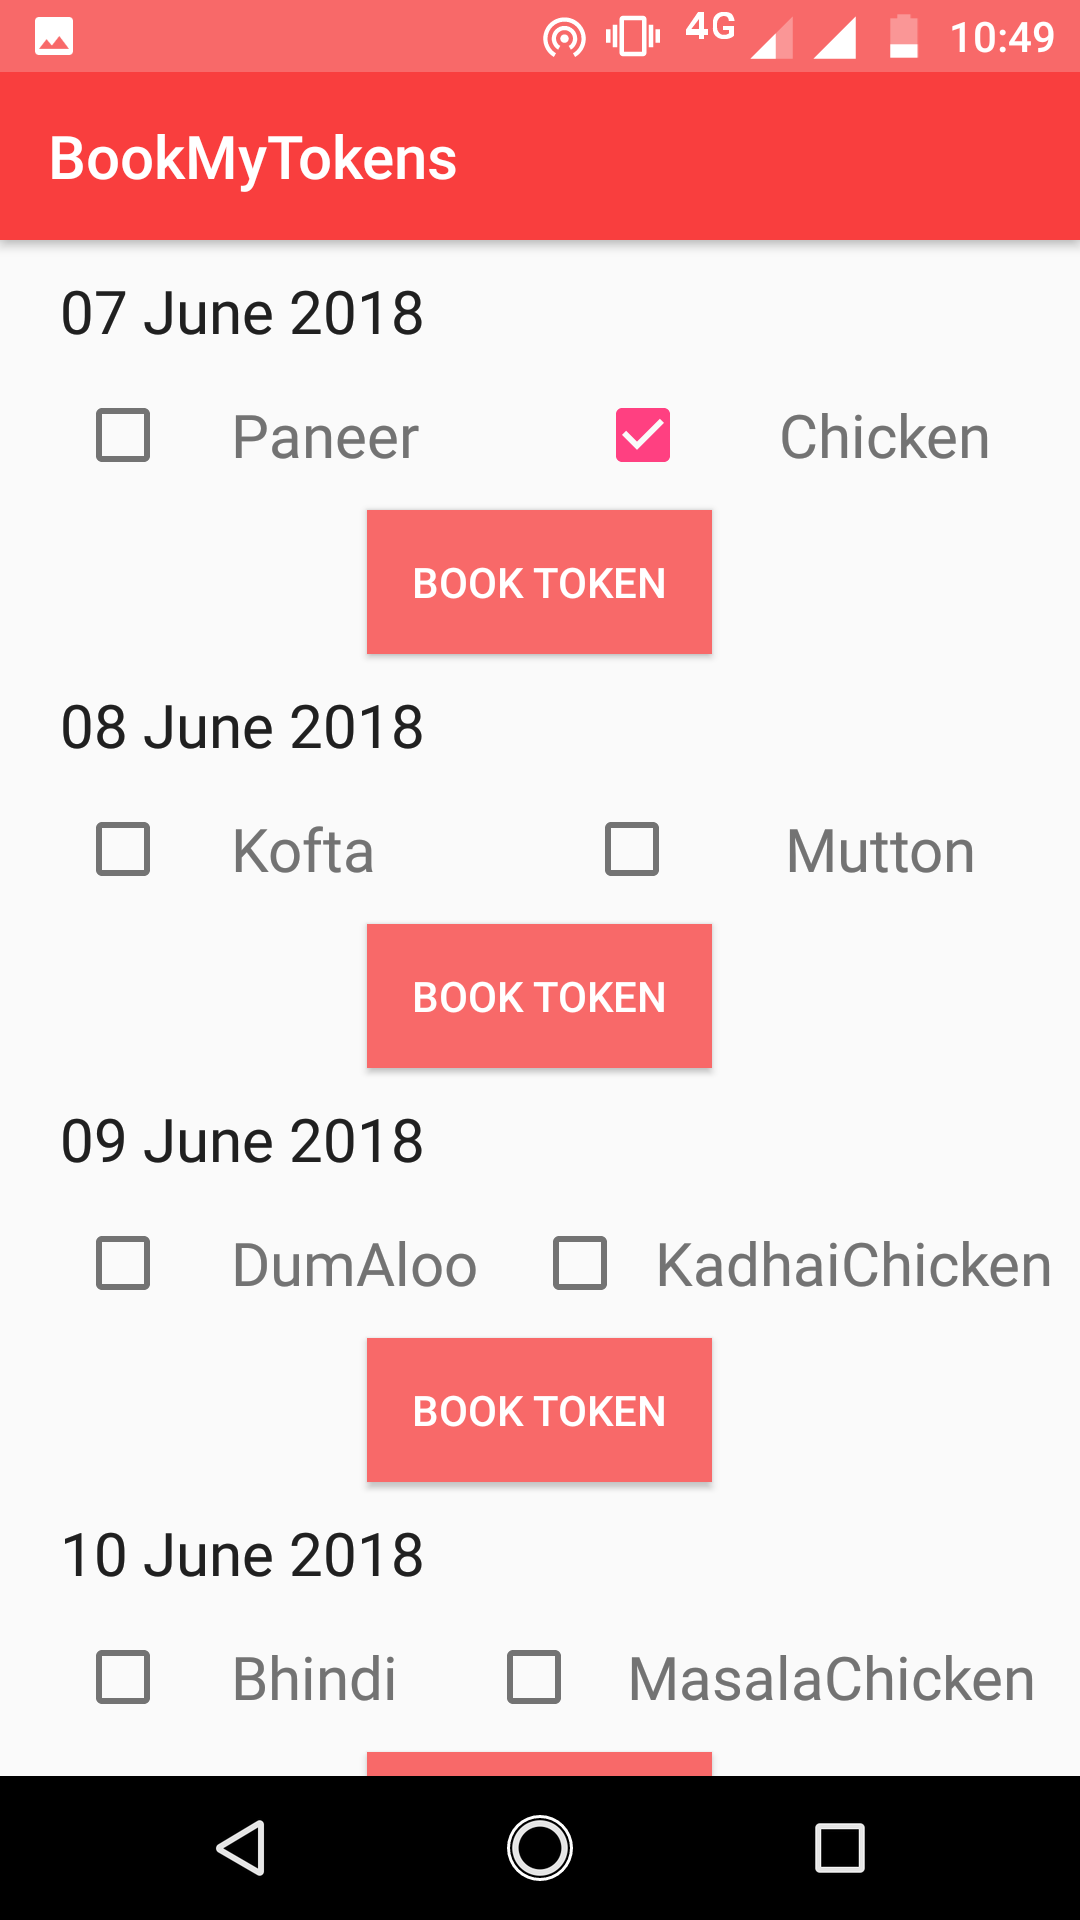 4G 10:49
BookMyTokens
07 June 2018
Paneer Chicken
BOOK TOKEN
08 June 2018
Kofta Mutton
BOOK TOKEN
09 June 2018
DumAloo KadhaiChicken
BOOK TOKEN
10 June 2018
Bhindi MasalaChicken